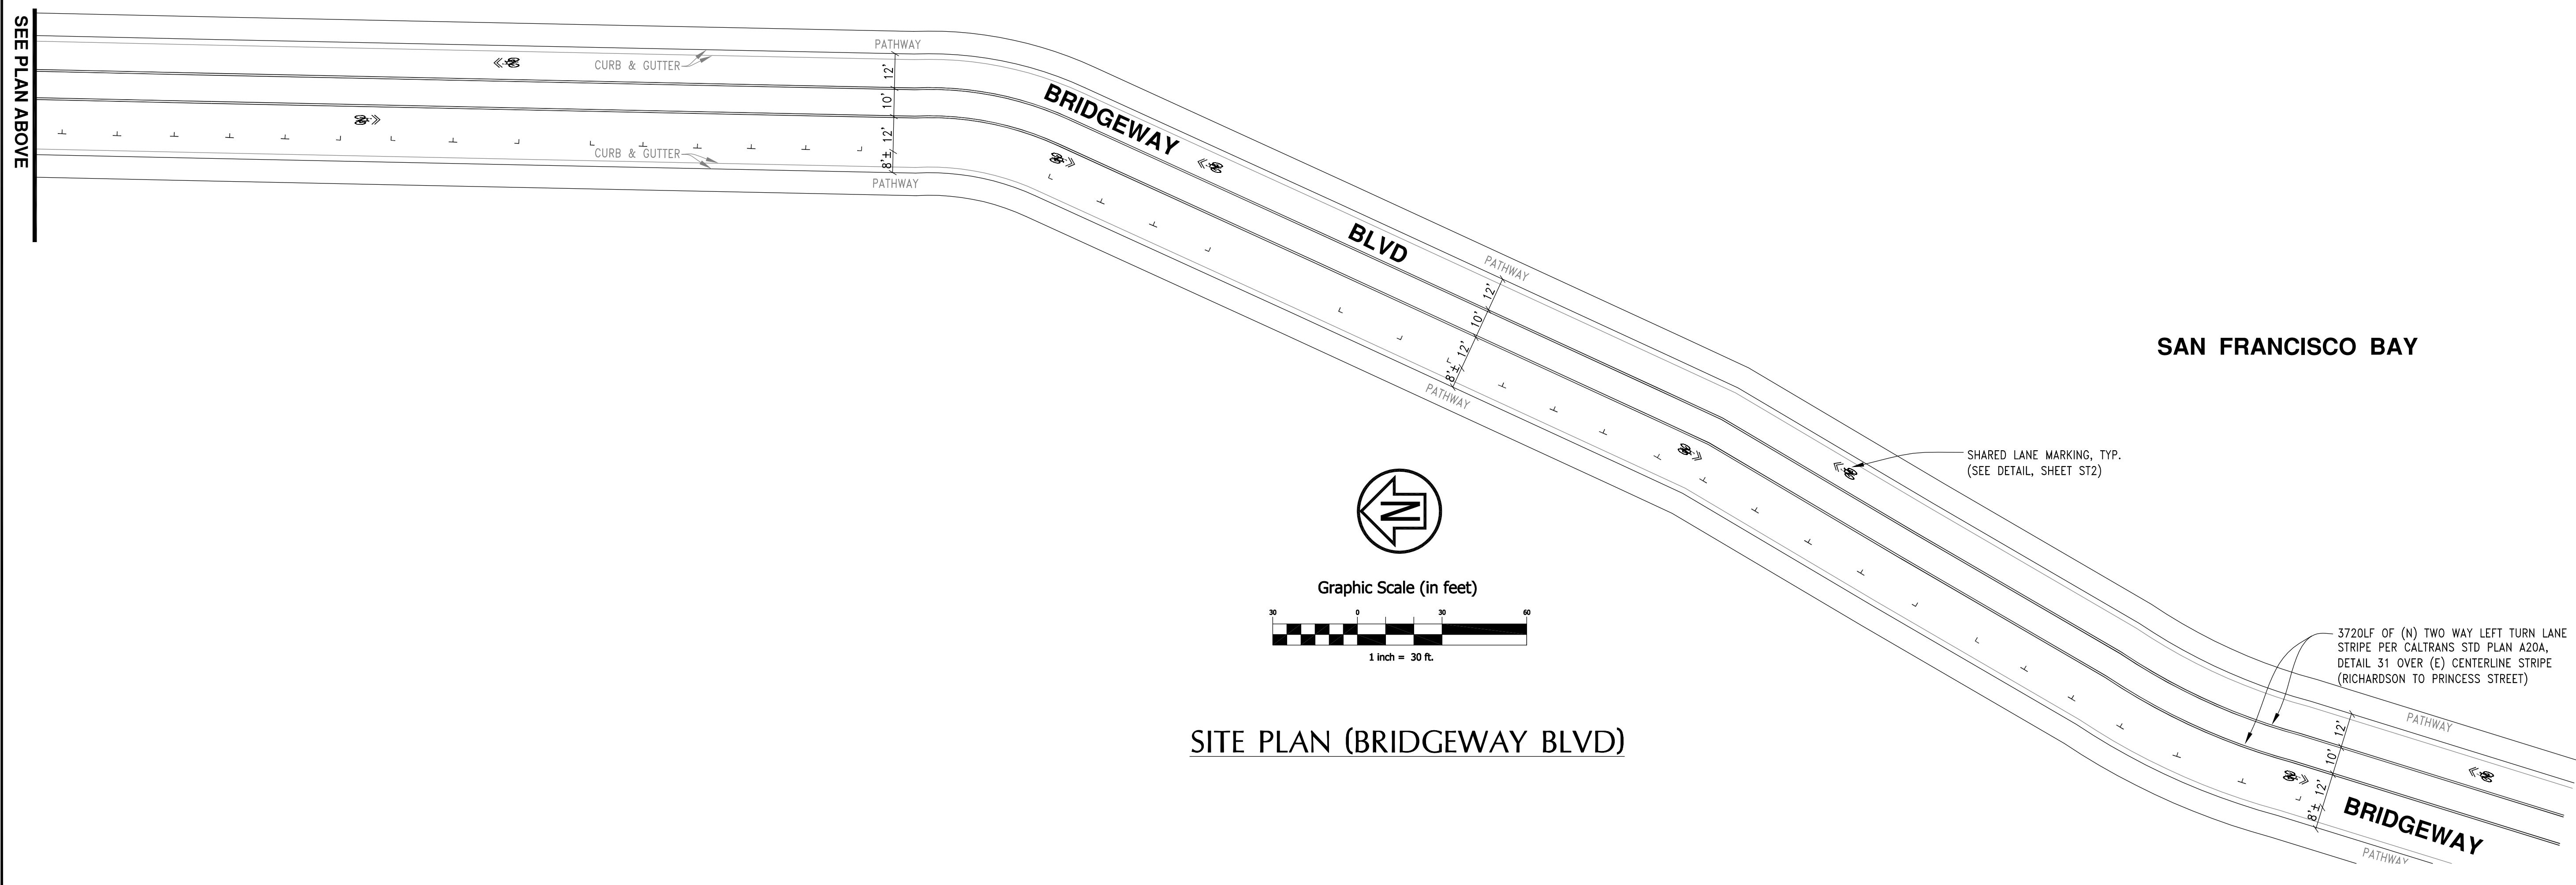 SEE PLAN ABOVE
PATHWAY
CURB & GUTTER
12'
10'
12'
8'±
CURB & GUTTER
PATHWAY
BRIDGEWAY
BLVD
PATHWAY
12'
10'
12'
8'±
PATHWAY
SAN FRANCISCO BAY
SHARED LANE MARKING, TYP.
(SEE DETAIL, SHEET ST2)
N
Graphic Scale (in feet)
30 0 30 60
1 inch = 30 ft.
SITE PLAN (BRIDGEWAY BLVD)
3720LF OF (N) TWO WAY LEFT TURN LANE
STRIPE PER CALTRANS STD PLAN A20A,
DETAIL 31 OVER (E) CENTERLINE STRIPE
(RICHARDSON TO PRINCESS STREET)
PATHWAY
12'
10'
12'
8'±
BRIDGEWAY
PATHWAY